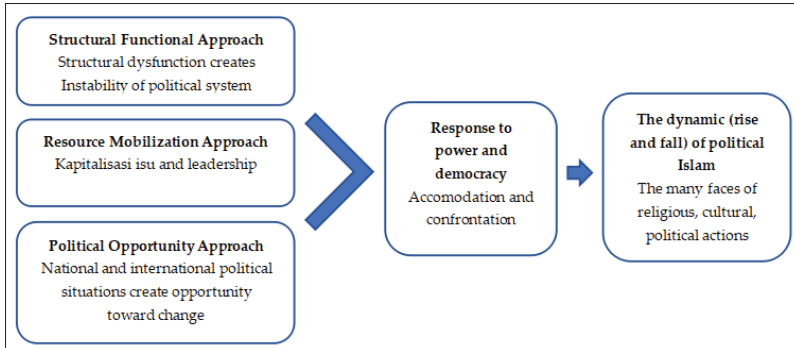 Structural Functional Approach
Structural dysfunction creates
Instability of political system
Resource Mobilization Approach
Kapitalisasi isu and leadership
Political Opportunity Approach
National and international political
situations create opportunity
toward change
Response to
power and
democracy
Accomodation and
confrontation
The dynamic (rise
and fall) of political
Islam
The many faces of
religious, cultural,
political actions